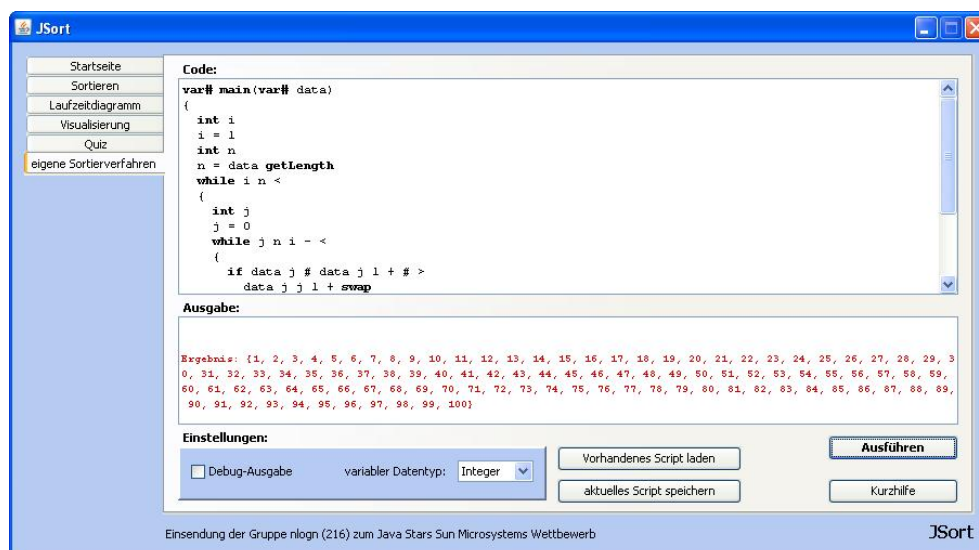 JSort
Startseite
Sortieren
Laufzeitdiagramm
Visualisierung
Quiz
eigene Sortierverfahren
Code:
var# main(var# data)
{
int i
i = 1
int n
n = data getLength
while i n <
{
int j
j = 0
while j n i - <
{
if data j # data j 1 + # >
data j j 1 + swap
Ausgabe:
Ergebnis: {1, 2, 3, 4, 5, 6, 7, 8, 9, 10, 11, 12, 13, 14, 15, 16, 17, 18, 19, 20, 21, 22, 23, 24, 25, 26, 27, 28, 29, 3
0, 31, 32, 33, 34, 35, 36, 37, 38, 39, 40, 41, 42, 43, 44, 45, 46, 47, 48, 49, 50, 51, 52, 53, 54, 55, 56, 57, 58, 59,
60, 61, 62, 63, 64, 65, 66, 67, 68, 69, 70, 71, 72, 73, 74, 75, 76, 77, 78, 79, 80, 81, 82, 83, 84, 85, 86, 87, 88, 89,
90, 91, 92, 93, 94, 95, 96, 97, 98, 99, 100}
Einstellungen:
Debug-Ausgabe variabler Datentyp: Integer
Vorhandenes Script laden
aktuelles Script speichern
Ausführen
Kurzhilfe
Einsendung der Gruppe nlogn (216) zum Java Stars Sun Microsystems Wettbewerb
JSort